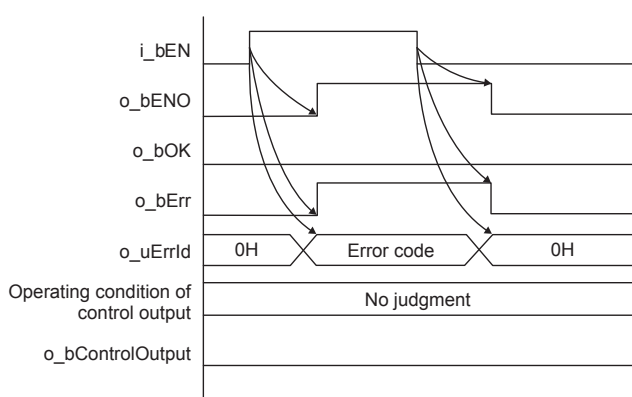 i_bEN
o_bENO
o_bOK
o_bErr
o_uErrId
0H
Error code
0H
Operating condition of
control output
No judgment
o_bControlOutput